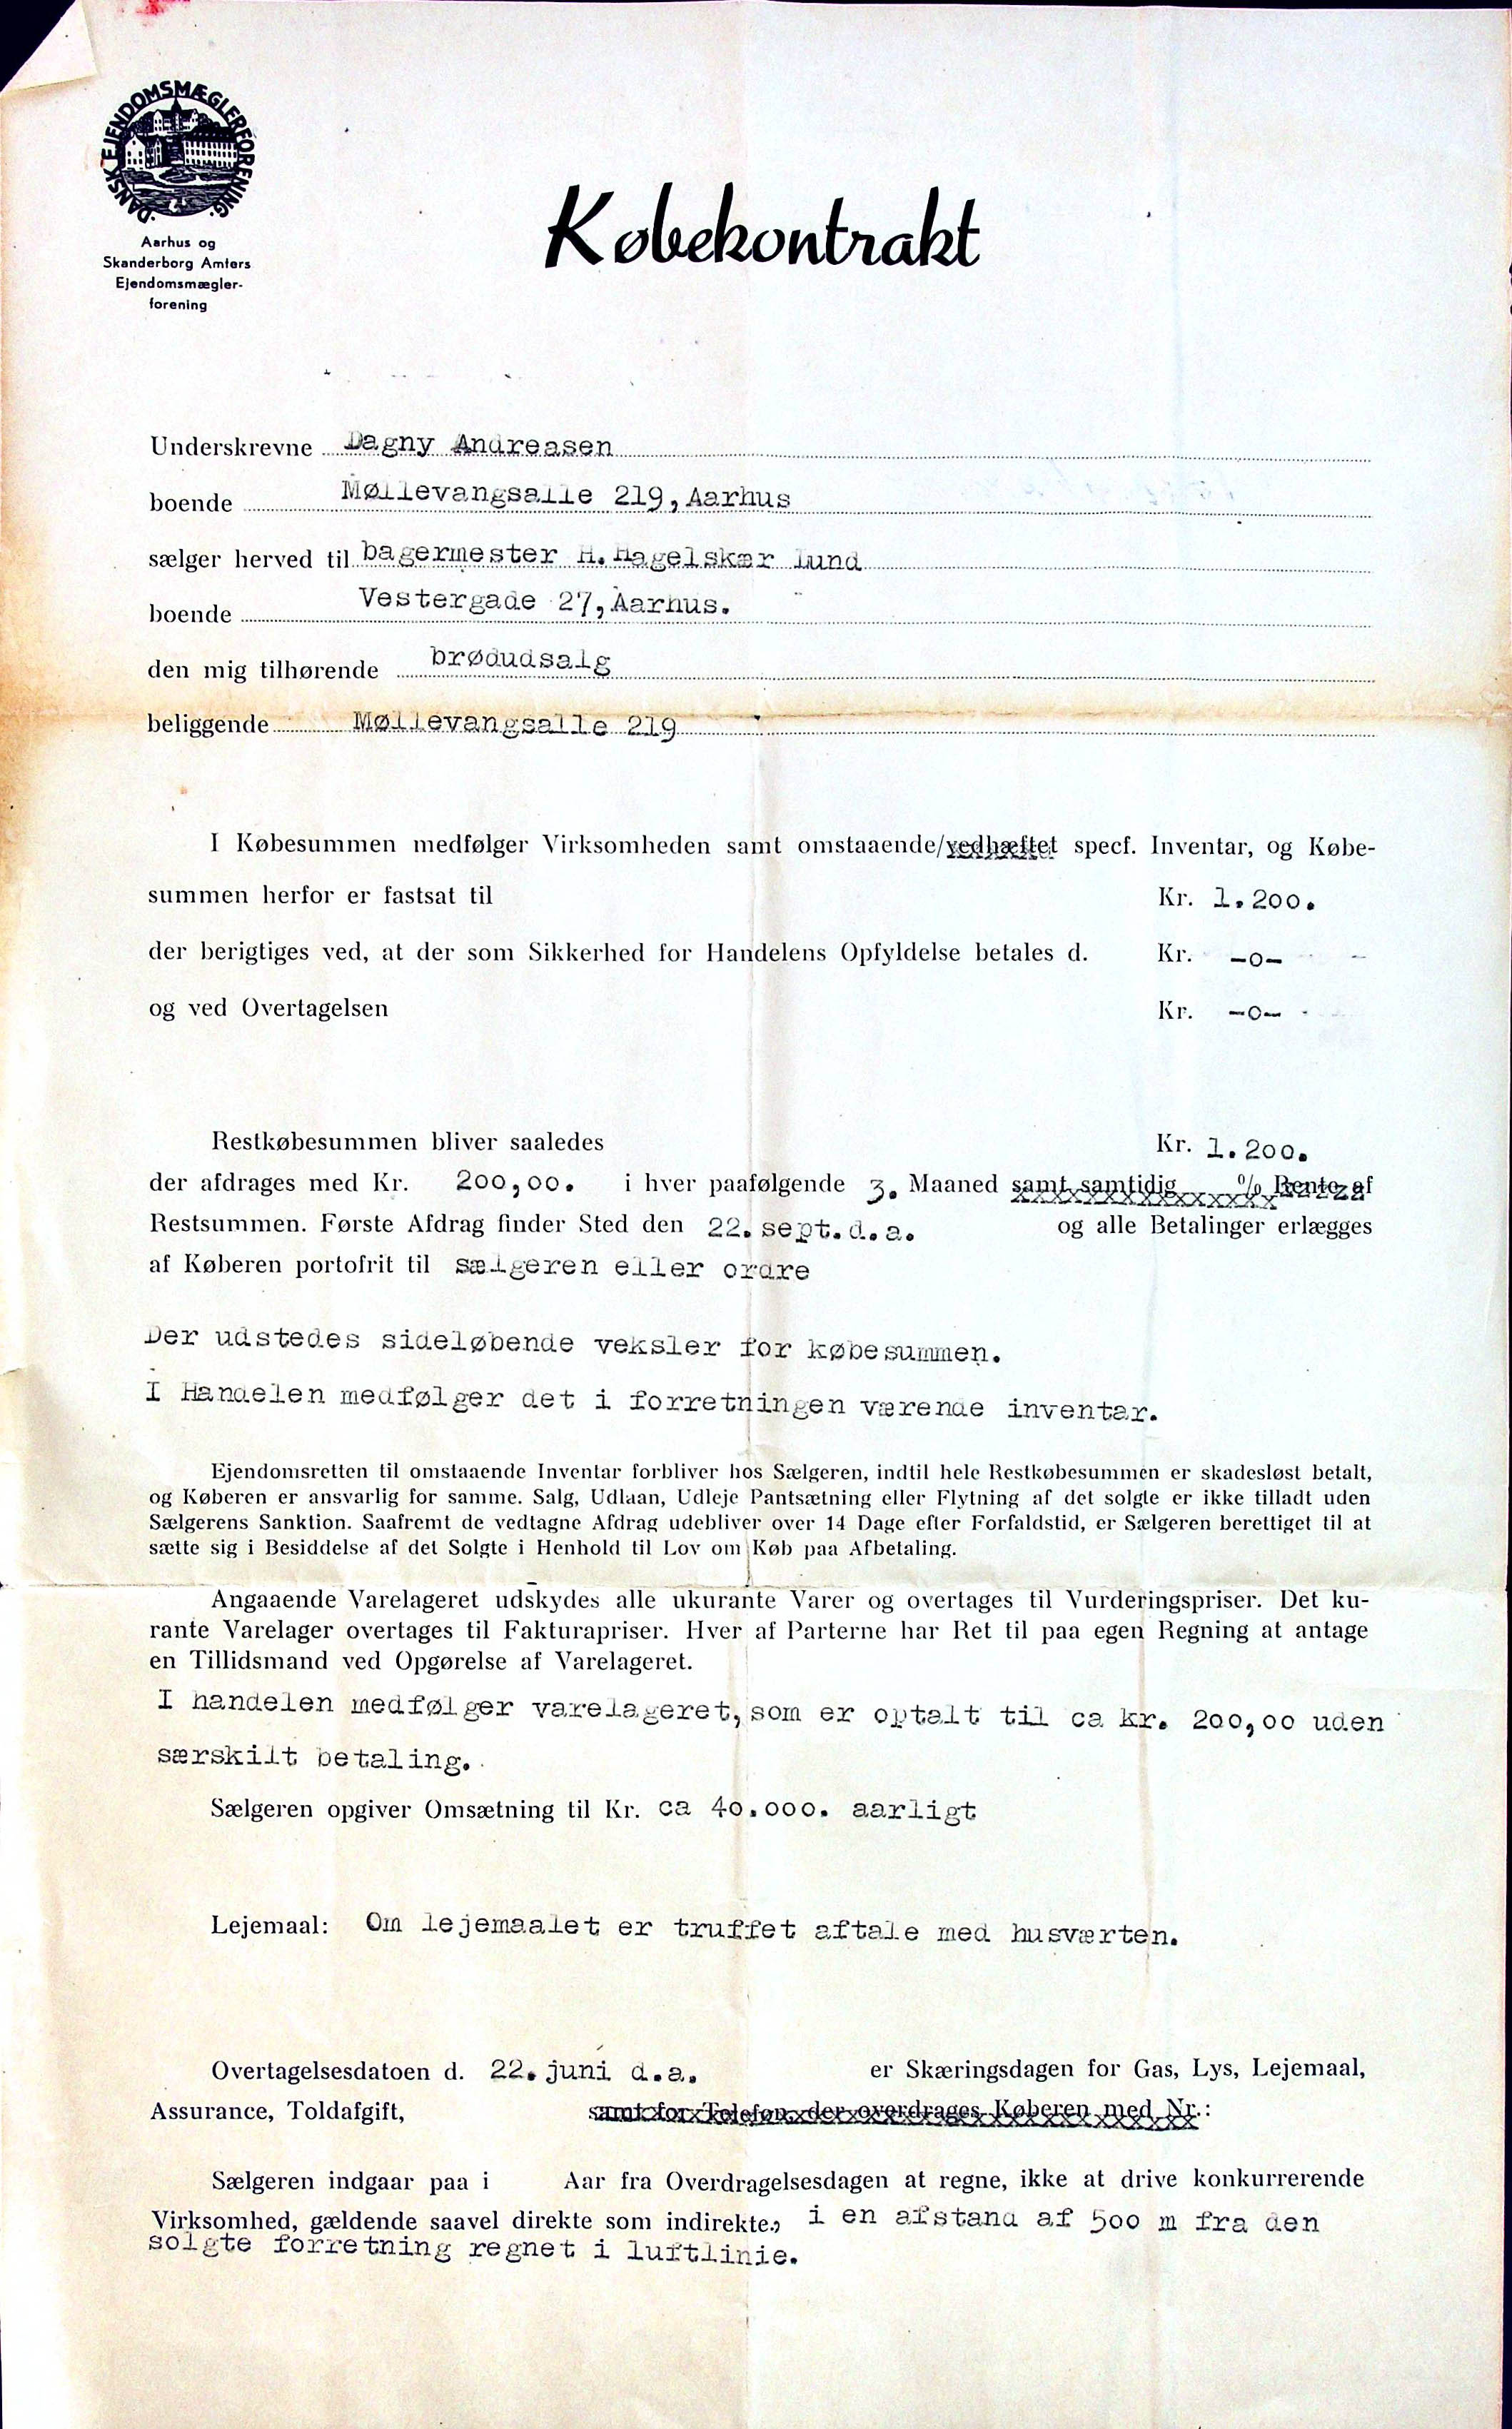 DANSK EJENDOMSMÆGLERFORENING
Aarhus og
Skanderborg Amters
Ejendomsmægler-
forening
Købekontrakt
Underskrevne Dagny Andreasen
boende Møllevangsalle 219, Aarhus
sælger herved til bagermester H. Hagelskær Lund
boende Vestergade 27, Aarhus.
den mig tilhørende brødudsalg
beliggende Møllevangsalle 219
I Købesummen medfølger Virksomheden samt omstaaende/vedhæftet specf. Inventar, og Købe-
summen herfor er fastsat til Kr. 1.200.
der berigtiges ved, at der som Sikkerhed for Handelens Opfyldelse betales d. Kr. -o-
og ved Overtagelsen Kr. -o-
Restkøbesummen bliver saaledes Kr. 1.200.
der afdrages med Kr. 200,00. i hver paafølgende 3. Maaned samt samtidig % Rente af
Restsummen. Første Afdrag finder Sted den 22. sept. d.a. og alle Betalinger erlægges
af Køberen portofrit til sælgeren eller ordre
Der udstedes sideløbende veksler for købesummen.
I Handelen medfølger det i forretningen værende inventar.
Ejendomsretten til omstaaende Inventar forbliver hos Sælgeren, indtil hele Restkøbesummen er skadesløst betalt,
og Køberen er ansvarlig for samme. Salg, Udlaan, Udleje Pantsætning eller Flytning af det solgte er ikke tilladt uden
Sælgerens Sanktion. Saafremt de vedtagne Afdrag udebliver over 14 Dage efter Forfaldstid, er Sælgeren berettiget til at
sætte sig i Besiddelse af det Solgte i Henhold til Lov om Køb paa Afbetaling.
Angaaende Varelageret udskydes alle ukurante Varer og overtages til Vurderingspriser. Det ku-
rante Varelager overtages til Fakturapriser. Hver af Parterne har Ret til paa egen Regning at antage
en Tillidsmand ved Opgørelse af Varelageret.
I handelen medfølger varelageret, som er optalt til ca kr. 200,00 uden
særskilt betaling.
Sælgeren opgiver Omsætning til Kr. ca 40.000. aarligt
Lejemaal: Om lejemaalet er truffet aftale med husværten.
Overtagelsesdatoen d. 22. juni d.a. er Skæringsdagen for Gas, Lys, Lejemaal,
Assurance, Toldafgift, samt for Telefon, der overdrages Køberen med Nr.:
Sælgeren indgaar paa i Aar fra Overdragelsesdagen at regne, ikke at drive konkurrerende
Virksomhed, gældende saavel direkte som indirekte, i en afstand af 500 m fra den
solgte forretning regnet i luftlinie.